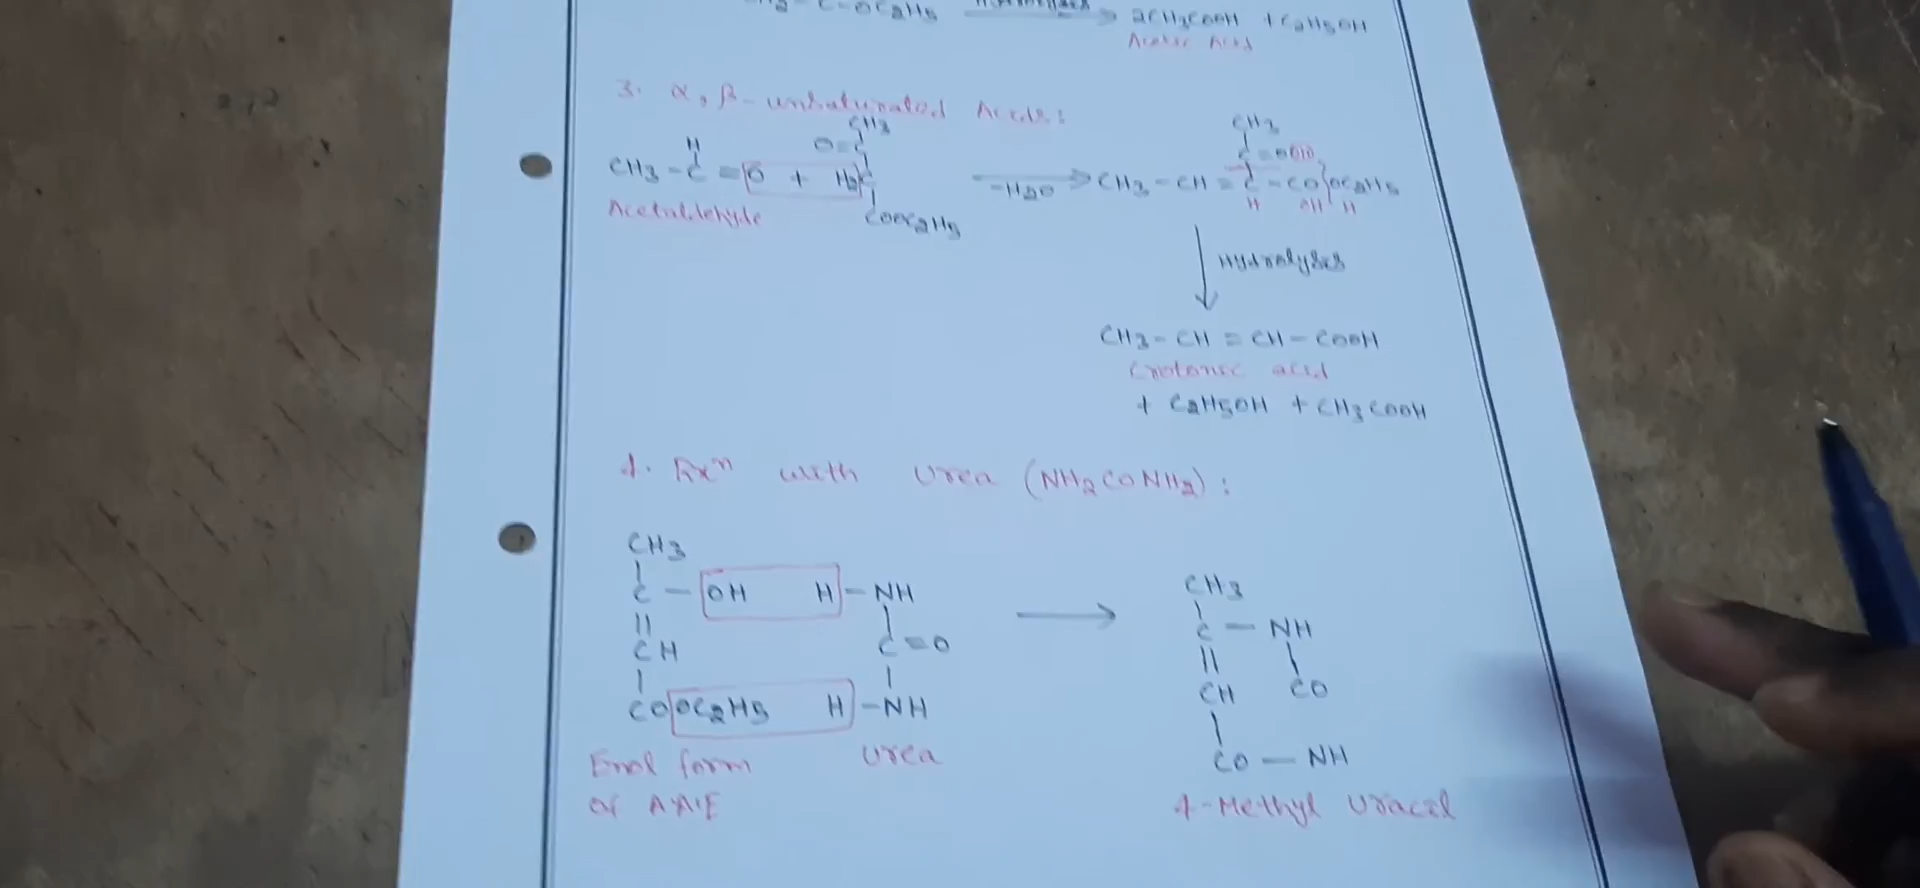 C-OC2H5 → 2CH3COOH + C2H5OH
Acetic Acid
3. α, β-unsaturated Acids:
CH3 CH3
H O=C C=O OH
CH3-C=O + H2C → CH3-CH=C-CO OC2H5
-H2O
H OH H
Acetaldehyde COOC2H5
Hydrolysis
CH3-CH=CH-COOH
Crotonic acid
+ C2H5OH + CH3COOH
4. Rxn with Urea (NH2CONH2):
CH3 CH3
C - OH H - NH → C - NH
CH C=O CH CO
COOC2H5 H - NH CO - NH
Enol form Urea
of AAE 4-Methyl Uracil